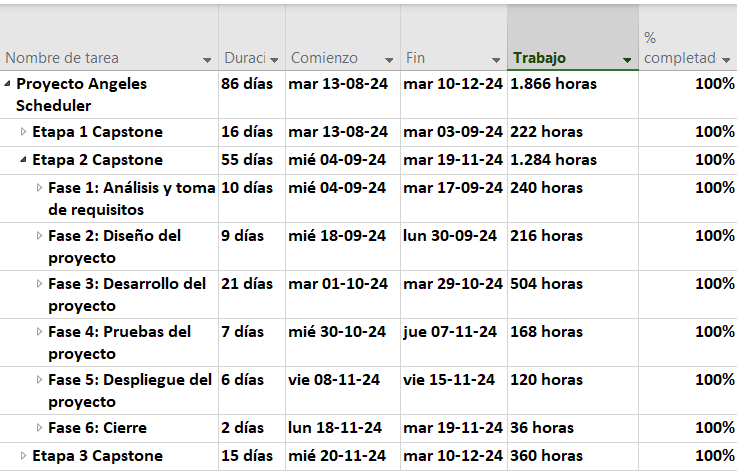 Nombre de tarea Duraci Comienzo Fin Trabajo % completad
Proyecto Angeles Scheduler 86 días mar 13-08-24 mar 10-12-24 1.866 horas 100%
Etapa 1 Capstone 16 días mar 13-08-24 mar 03-09-24 222 horas 100%
Etapa 2 Capstone 55 días mié 04-09-24 mar 19-11-24 1.284 horas 100%
Fase 1: Análisis y toma de requisitos 10 días mié 04-09-24 mar 17-09-24 240 horas 100%
Fase 2: Diseño del proyecto 9 días mié 18-09-24 lun 30-09-24 216 horas 100%
Fase 3: Desarrollo del proyecto 21 días mar 01-10-24 mar 29-10-24 504 horas 100%
Fase 4: Pruebas del proyecto 7 días mié 30-10-24 jue 07-11-24 168 horas 100%
Fase 5: Despliegue del proyecto 6 días vie 08-11-24 vie 15-11-24 120 horas 100%
Fase 6: Cierre 2 días lun 18-11-24 mar 19-11-24 36 horas 100%
Etapa 3 Capstone 15 días mié 20-11-24 mar 10-12-24 360 horas 100%